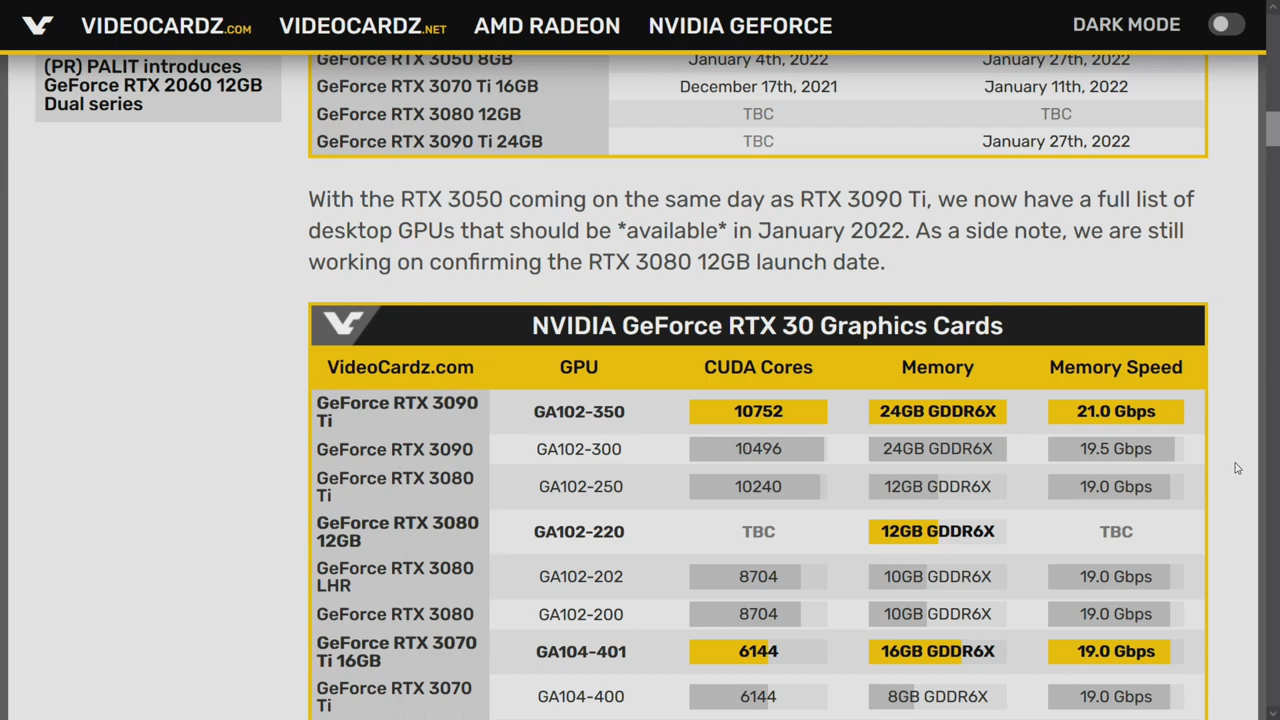 VIDEOCARDZ.COM VIDEOCARDZ.NET AMD RADEON NVIDIA GEFORCE DARK MODE
(PR) PALIT introduces
GeForce RTX 2060 12GB
Dual series
GeForce RTX 3050 8GB January 4th, 2022 January 27th, 2022
GeForce RTX 3070 Ti 16GB December 17th, 2021 January 11th, 2022
GeForce RTX 3080 12GB TBC TBC
GeForce RTX 3090 Ti 24GB TBC January 27th, 2022
With the RTX 3050 coming on the same day as RTX 3090 Ti, we now have a full list of
desktop GPUs that should be *available* in January 2022. As a side note, we are still
working on confirming the RTX 3080 12GB launch date.
NVIDIA GeForce RTX 30 Graphics Cards
VideoCardz.com GPU CUDA Cores Memory Memory Speed
GeForce RTX 3090
Ti GA102-350 10752 24GB GDDR6X 21.0 Gbps
GeForce RTX 3090 GA102-300 10496 24GB GDDR6X 19.5 Gbps
GeForce RTX 3080
Ti GA102-250 10240 12GB GDDR6X 19.0 Gbps
GeForce RTX 3080
12GB GA102-220 TBC 12GB GDDR6X TBC
GeForce RTX 3080
LHR GA102-202 8704 10GB GDDR6X 19.0 Gbps
GeForce RTX 3080 GA102-200 8704 10GB GDDR6X 19.0 Gbps
GeForce RTX 3070
Ti 16GB GA104-401 6144 16GB GDDR6X 19.0 Gbps
GeForce RTX 3070
Ti GA104-400 6144 8GB GDDR6X 19.0 Gbps